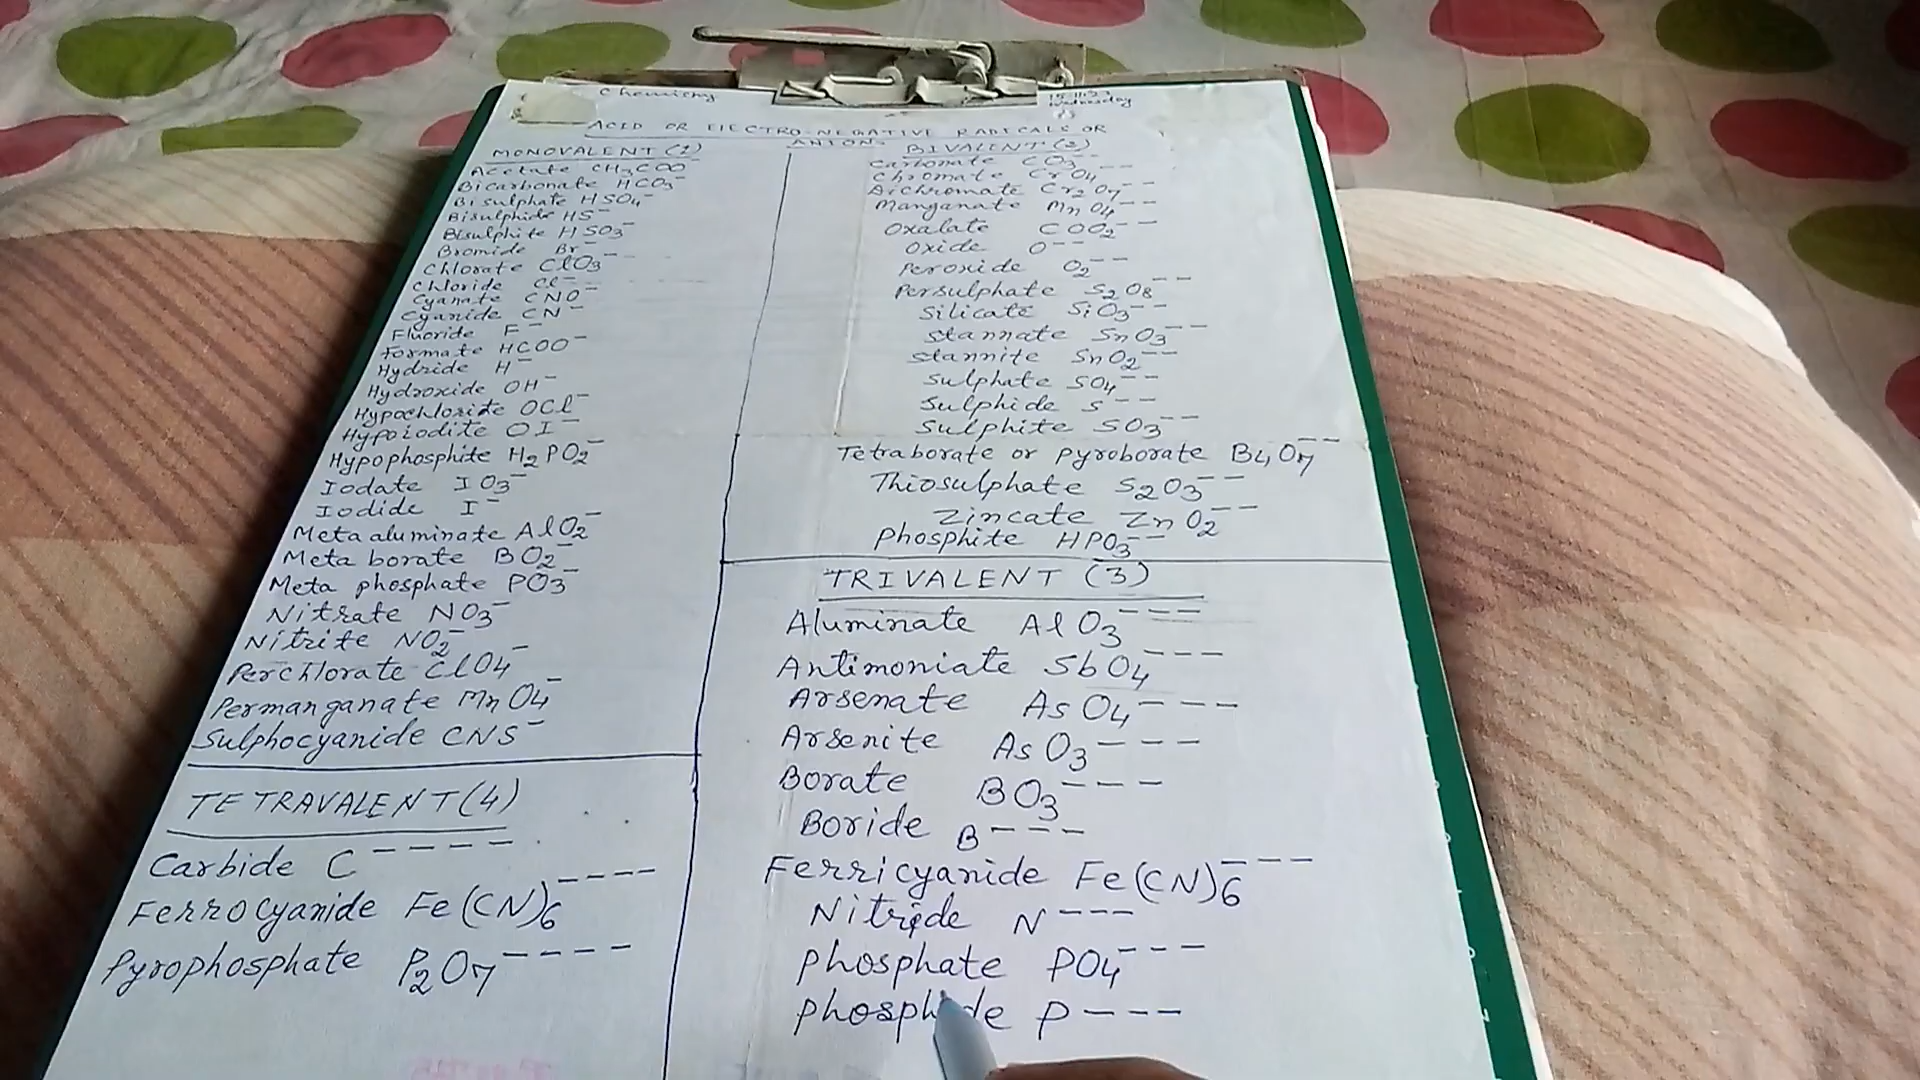 Chemistry
15.11.23
Wednesday
ACID OR ELECTRO-NEGATIVE RADICALS OR
ANIONS
MONOVALENT (1)
Acetate CH3COO-
Bicarbonate HCO3-
Bisulphate HSO4-
Bisulphide HS-
Bisulphite HSO3-
Bromide Br-
Chlorate ClO3-
Chloride Cl-
Cyanate CNO-
Cyanide CN-
Fluoride F-
Formate HCOO-
Hydride H-
Hydroxide OH-
Hypochlorite OCl-
Hypoiodite OI-
Hypophosphite H2PO2-
Iodate IO3-
Iodide I-
Meta aluminate AlO2-
Meta borate BO2-
Meta phosphate PO3-
Nitrate NO3-
Nitrite NO2-
Perchlorate ClO4-
Permanganate MnO4-
Sulphocyanide CNS-
TETRAVALENT (4)
Carbide C----
Ferrocyanide Fe(CN)6----
Pyrophosphate P2O7----
BIVALENT (2)
Carbonate CO3--
Chromate CrO4--
Dichromate Cr2O7--
Manganate MnO4--
Oxalate COO2--
Oxide O--
Peroxide O2--
Persulphate S2O8--
Silicate SiO3--
Stannate SnO3--
Stannite SnO2--
Sulphate SO4--
Sulphide S--
Sulphite SO3--
Tetraborate or pyroborate B4O7--
Thiosulphate S2O3--
Zincate ZnO2--
Phosphite HPO3--
TRIVALENT (3)
Aluminate AlO3---
Antimoniate SbO4---
Arsenate AsO4---
Arsenite AsO3---
Borate BO3---
Boride B---
Ferricyanide Fe(CN)6---
Nitride N---
Phosphate PO4---
Phosphide P---